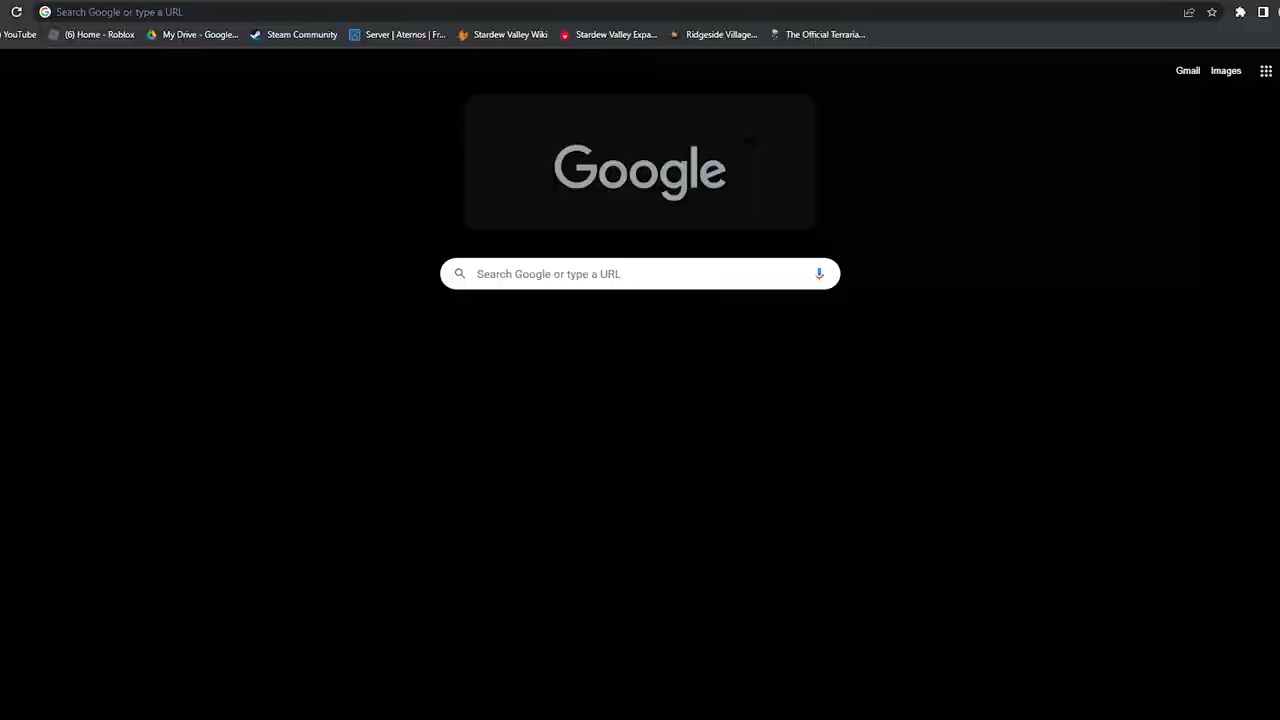 Search Google or type a URL
YouTube
(6) Home - Roblox
My Drive - Google...
Steam Community
Server | Aternos | Fr...
Stardew Valley Wiki
Stardew Valley Expa...
Ridgeside Village...
The Official Terraria...
Gmail
Images
Google
Search Google or type a URL